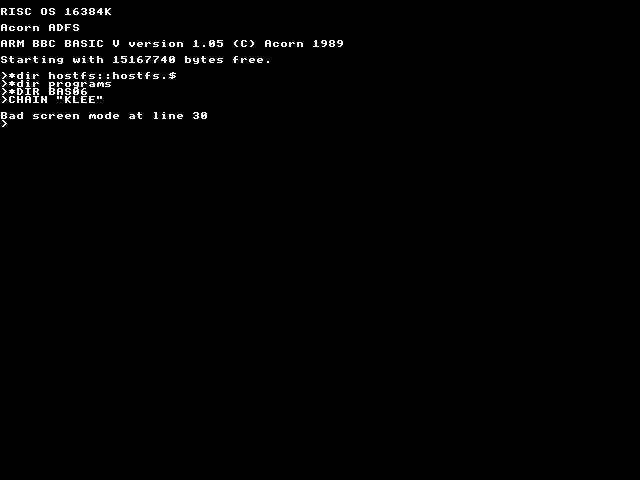 RISC OS 16384K
Acorn ADFS
ARM BBC BASIC V version 1.05 (C) Acorn 1989
Starting with 15167740 bytes free.
>*dir hostfs::hostfs.$
>*dir programs
>*DIR BAS06
>CHAIN "KLEE"
Bad screen mode at line 30
>